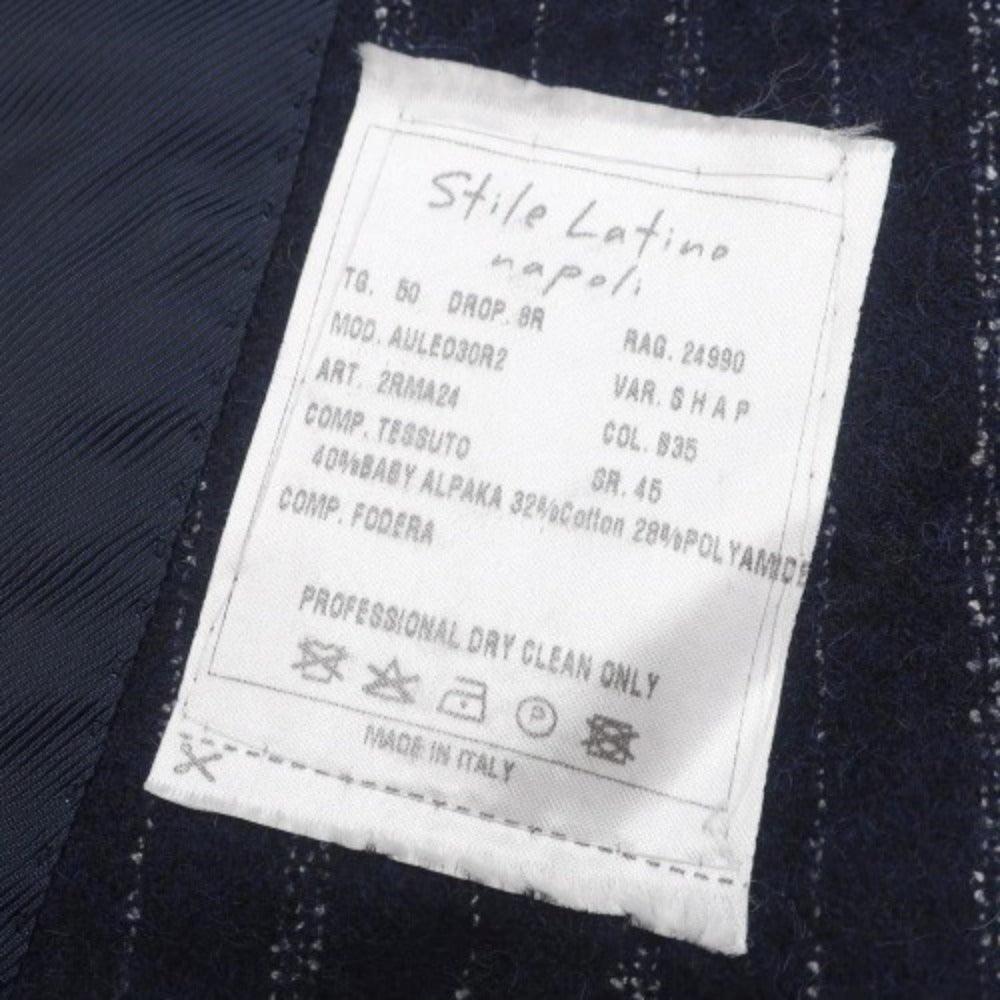 Stile Latino
napoli
TG. 50 DROP. 8R
RAG. 24990
MOD. AULEO30R2
VAR. S H A P
ART. 2RMA24
COL. B35
COMP. TESSUTO
SR. 45
40%BABY ALPAKA 32%Cotton 28%POLYAMIDE
COMP. FODERA
PROFESSIONAL DRY CLEAN ONLY
P
MADE IN ITALY